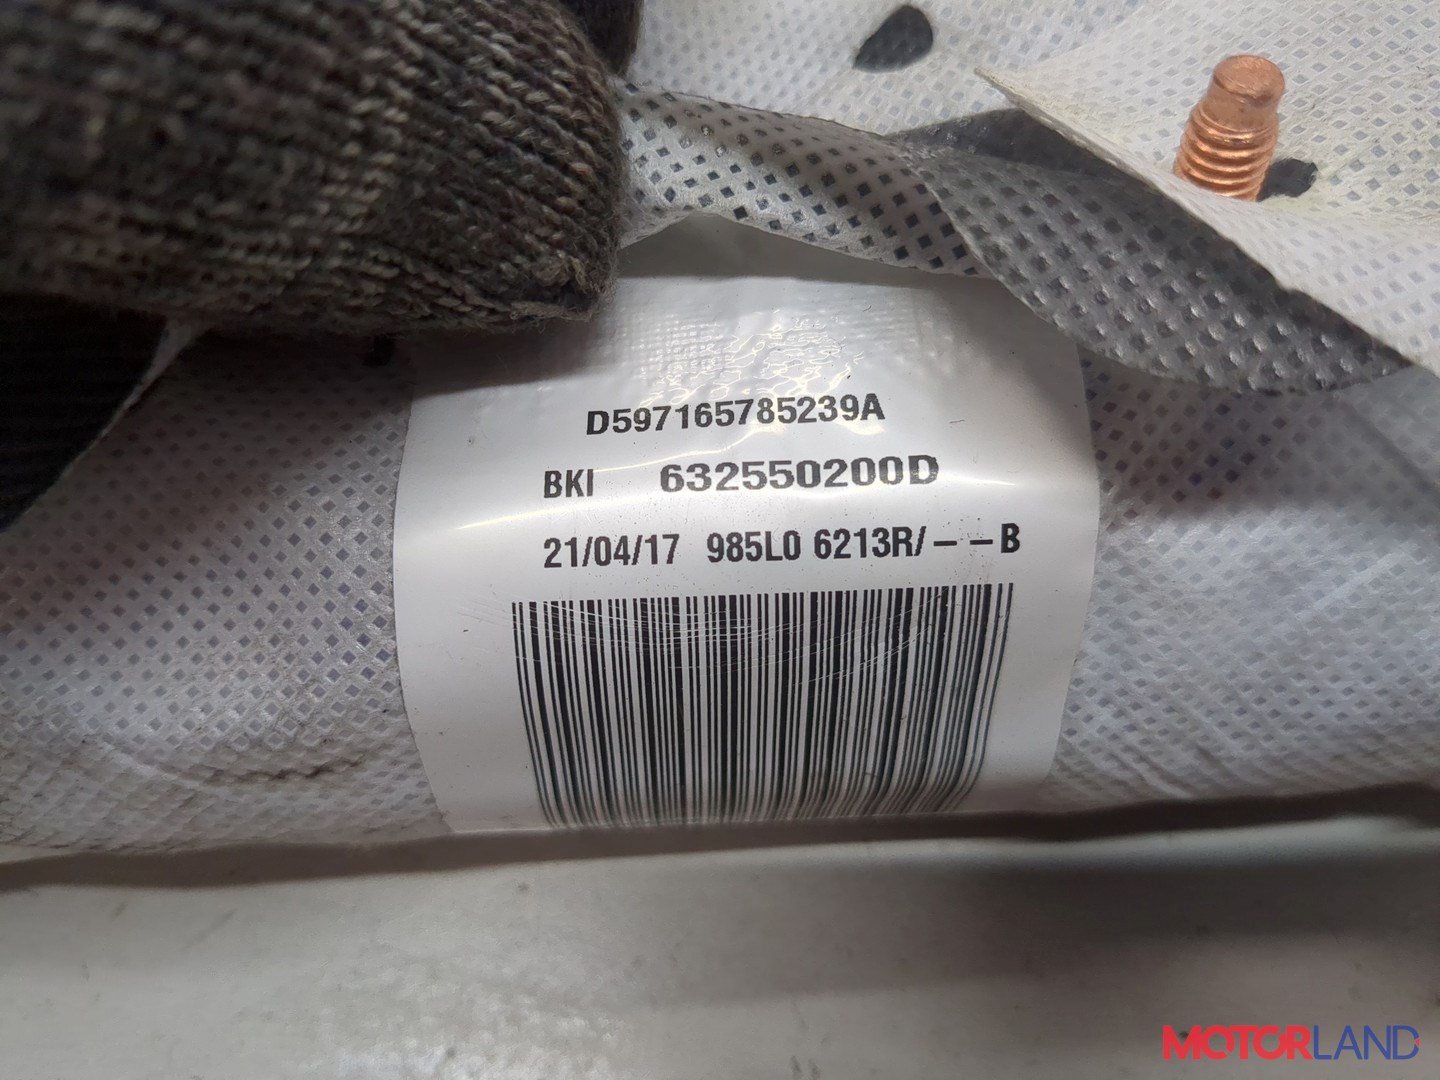 D597165785239A
BKI 632550200D
21/04/17 985L0 6213R/– –B
MOTORLAND